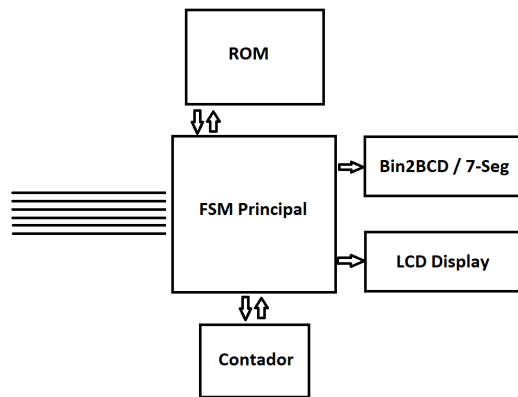 ROM
FSM Principal
Bin2BCD / 7-Seg
LCD Display
Contador